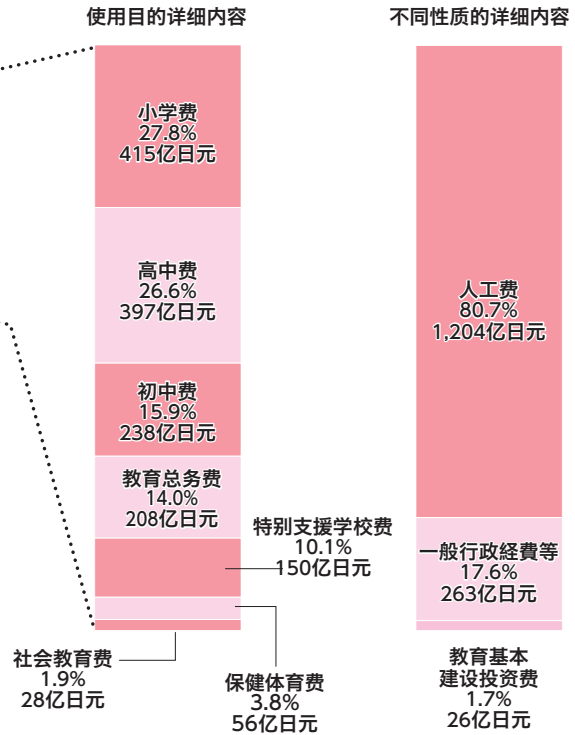 使用目的详细内容
小学费
27.8%
415亿日元
高中费
26.6%
397亿日元
初中费
15.9%
238亿日元
教育总务费
14.0%
208亿日元
特别支援学校费
10.1%
150亿日元
社会教育费
1.9%
28亿日元
保健体育费
3.8%
56亿日元
不同性质的详细内容
人工费
80.7%
1,204亿日元
一般行政経費等
17.6%
263亿日元
教育基本
建设投资费
1.7%
26亿日元